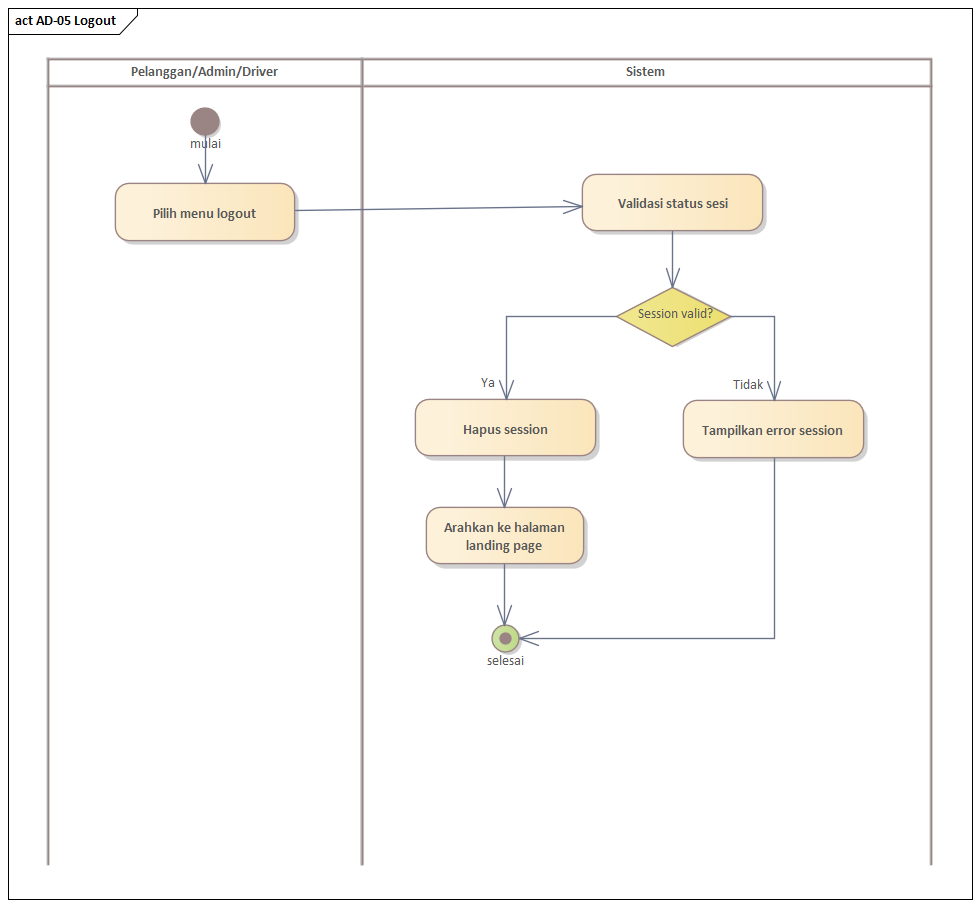 act AD-05 Logout
Pelanggan/Admin/Driver
Sistem
mulai
Pilih menu logout
Validasi status sesi
Session valid?
Ya
Tidak
Hapus session
Tampilkan error session
Arahkan ke halaman
landing page
selesai